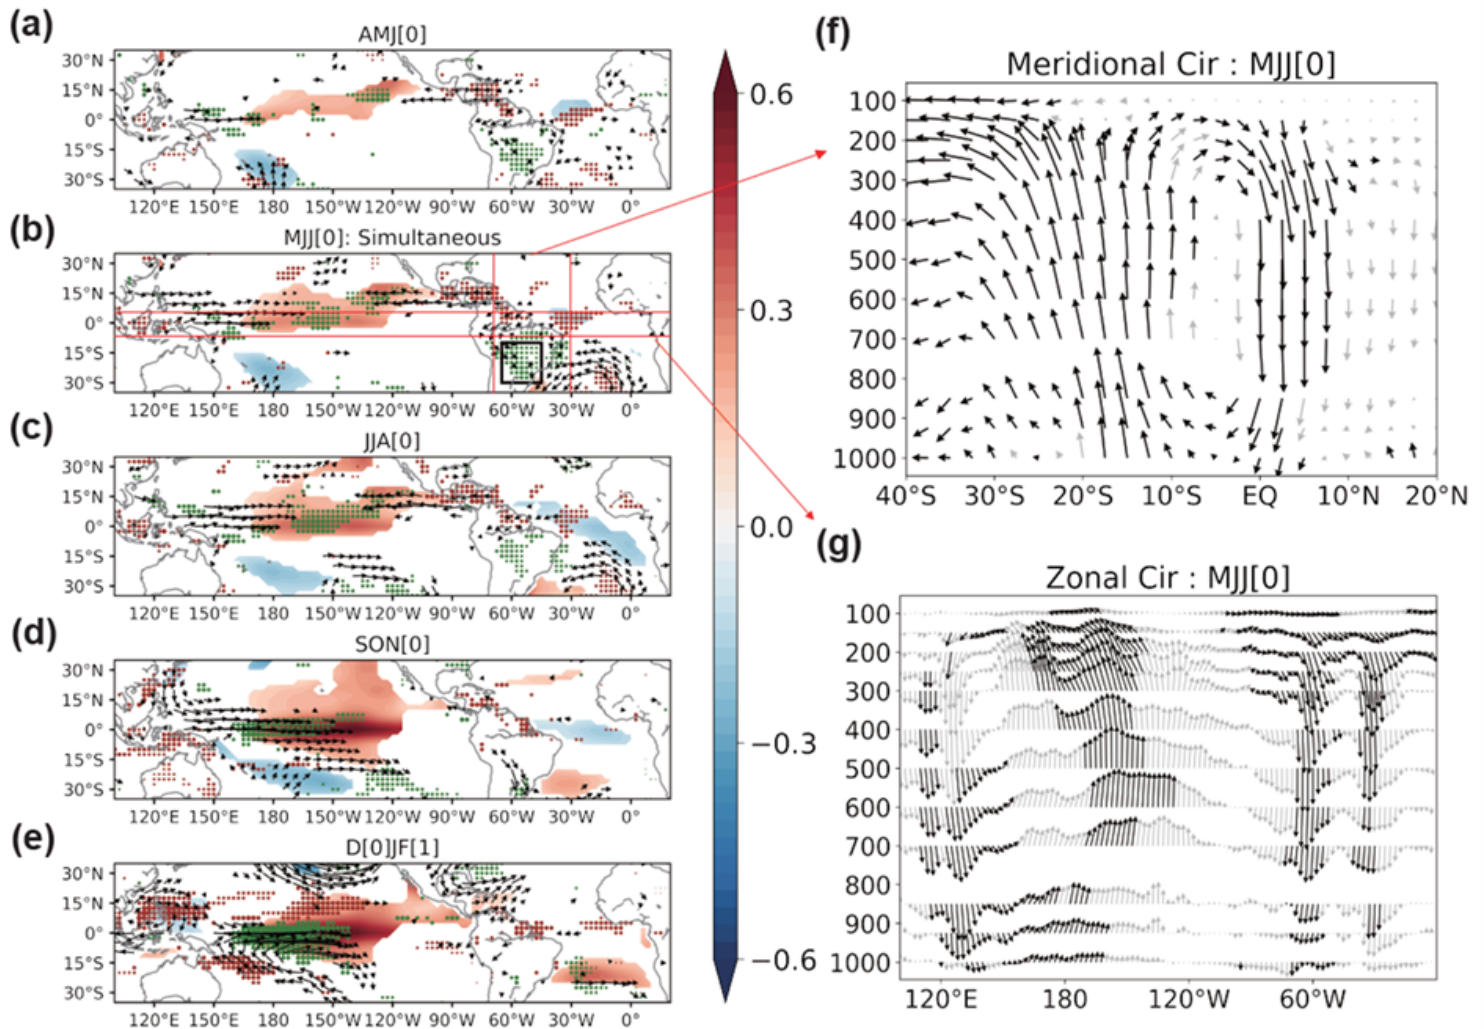 (a)
AMJ[0]
30°N
15°N
0°
15°S
30°S
120°E 150°E 180 150°W 120°W 90°W 60°W 30°W 0°
(b)
MJJ[0]: Simultaneous
30°N
15°N
0°
15°S
30°S
120°E 150°E 180 150°W 120°W 90°W 60°W 30°W 0°
(c)
JJA[0]
30°N
15°N
0°
15°S
30°S
120°E 150°E 180 150°W 120°W 90°W 60°W 30°W 0°
(d)
SON[0]
30°N
15°N
0°
15°S
30°S
120°E 150°E 180 150°W 120°W 90°W 60°W 30°W 0°
(e)
D[0]JF[1]
30°N
15°N
0°
15°S
30°S
120°E 150°E 180 150°W 120°W 90°W 60°W 30°W 0°
0.6
0.3
0.0
−0.3
−0.6
(f)
Meridional Cir : MJJ[0]
100
200
300
400
500
600
700
800
900
1000
40°S 30°S 20°S 10°S EQ 10°N 20°N
(g)
Zonal Cir : MJJ[0]
100
200
300
400
500
600
700
800
900
1000
120°E 180 120°W 60°W